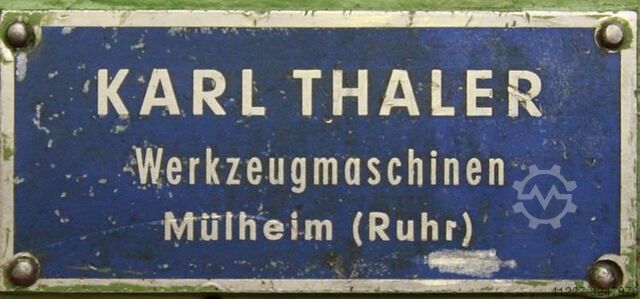 KARL THALER
Werkzeugmaschinen
Mülheim (Ruhr)